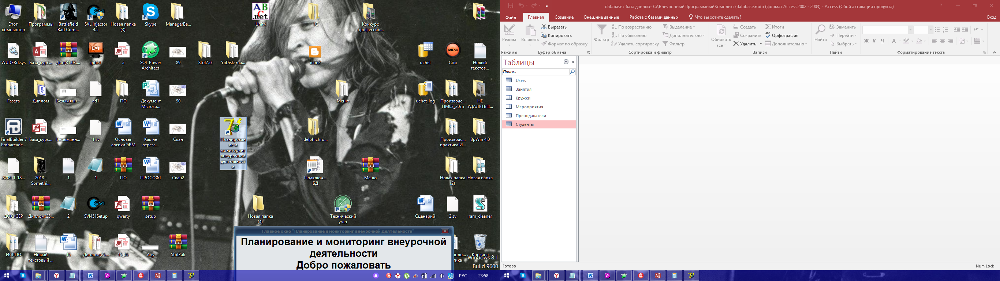 Этот компьютер
Программы
Battlefield Bad Com...
SVL Injector 4.5
Новая папка (3)
Skype
ManagerBa...
ABC.net
Unit4
1С
Конкурс профессио...
WUDFRd.sys
База_курс...
Дип(31.03....
DAT
iphist
a
SQL Power Architect
89
StolZak
YaDisk-ma...
icon2
uchet
MP3
Спи
Новый текстов...
Газета
Диплом
Безымянн...
ad1
ПО
Документ Microso...
90
Меню
uchet_log
Производс... ПМ03_20тп
НЕ УДАЛЯТЬ!!!...
FinalBuilder 7 Embarcade...
База_курс...
Безымянн...
1.sv
Основы логики ЭВМ
Как не отреза...
Скан
Планирование и мониторинг внеурочной деятельности
delphichro...
Производс... практика И...
BpWin 4.0
.8209_1_18...
2018 - Somethi...
1
1
ПО
ПРОСОФТ
Скан2
Подключ... БД
Меню
Новая папка (2)
Новая папка
ДОКиСЕР
Диплом(25...
2
SVI451Setup
qwerty
setup
Новая папка (4)
Технический учет
Сценарий
2.sv
ram_cleaner
ИСРПО
Новый текстовый ...
15
Диплом(25...
15_05
йцу
StolZak
Корзина
Главное окно "Планирование и мониторинг внеурочной деятельности"
Планирование и мониторинг внеурочной
деятельности
Добро пожаловать
Windows 8.1
Build 9600
РУС
23:58
database : база данных- C:\ВнеурочныйПрограммныйКомплекс\database.mdb (формат Access 2002 - 2003) - Access (Сбой активации продукта)
Файл Главная Создание Внешние данные Работа с базами данных Что вы хотите сделать? Вход
Режим
Режимы
Вставить
Вырезать
Копировать
Формат по образцу
Буфер обмена
Фильтр
По возрастанию
По убыванию
Удалить сортировку
Выделение
Дополнительно
Фильтр
Сортировка и фильтр
Обновить все
Создать
Сохранить
Удалить
Итоги
Орфография
Дополнительно
Записи
Найти
Заменить
Перейти
Выбрать
Найти
Ж К Ч А
Форматирование текста
Таблицы
Поиск...
Users
Занятия
Кружки
Мероприятия
Преподаватели
Студенты
Готово
Num Lock